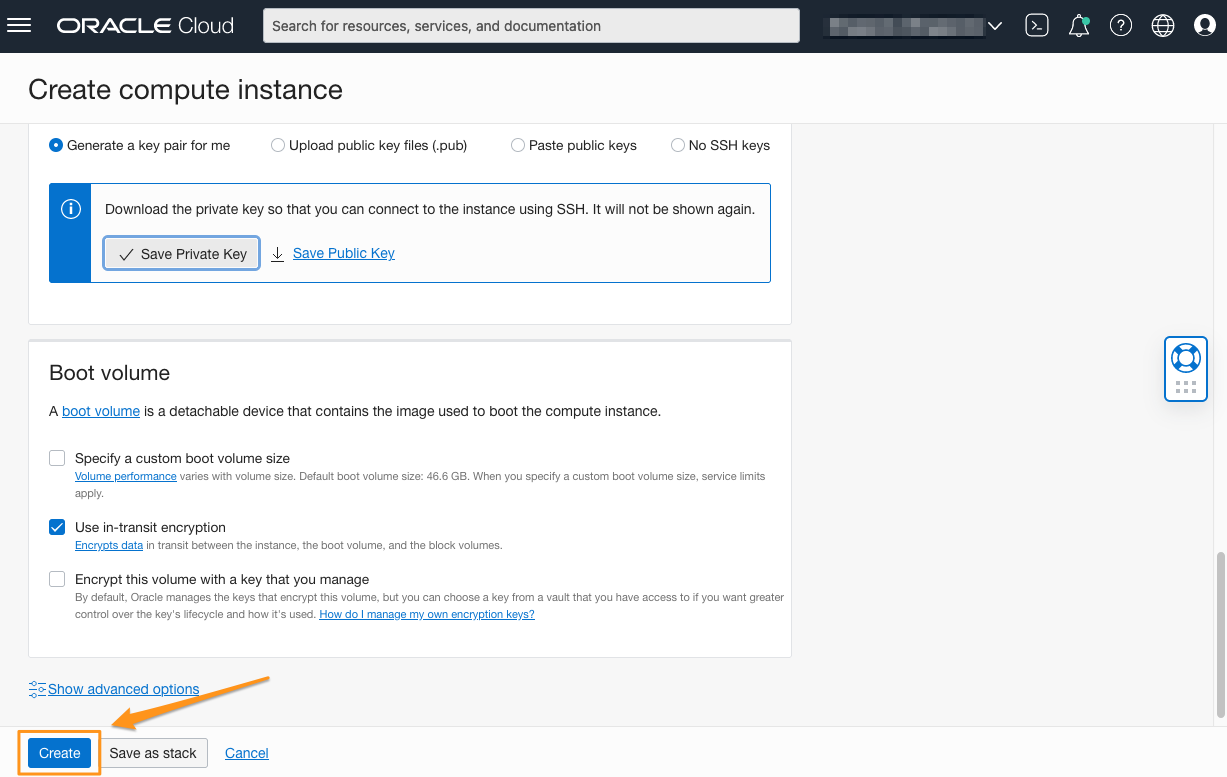 ORACLE Cloud
Search for resources, services, and documentation
Create compute instance
Generate a key pair for me
Upload public key files (.pub)
Paste public keys
No SSH keys
Download the private key so that you can connect to the instance using SSH. It will not be shown again.
Save Private Key
Save Public Key
Boot volume
A boot volume is a detachable device that contains the image used to boot the compute instance.
Specify a custom boot volume size
Volume performance varies with volume size. Default boot volume size: 46.6 GB. When you specify a custom boot volume size, service limits
apply.
Use in-transit encryption
Encrypts data in transit between the instance, the boot volume, and the block volumes.
Encrypt this volume with a key that you manage
By default, Oracle manages the keys that encrypt this volume, but you can choose a key from a vault that you have access to if you want greater
control over the key's lifecycle and how it's used. How do I manage my own encryption keys?
Show advanced options
Create
Save as stack
Cancel